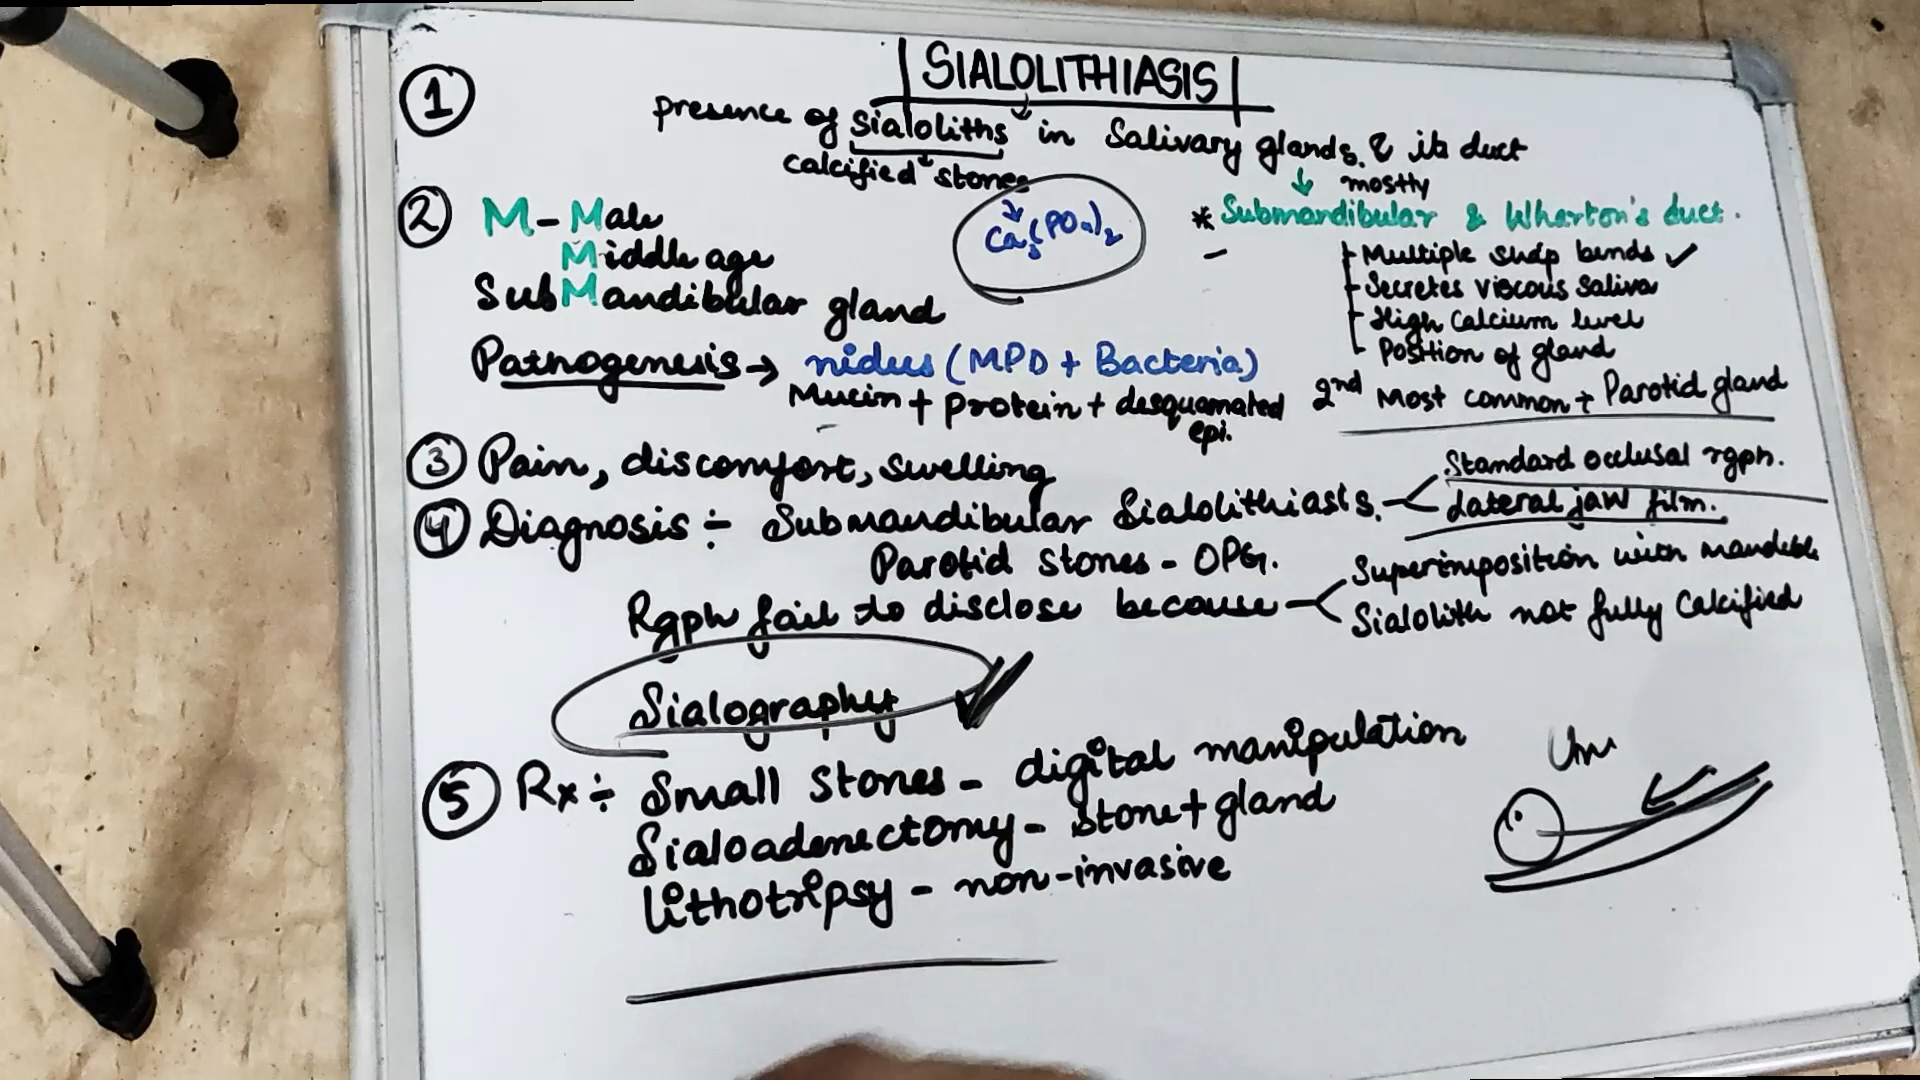 SIALOLITHIASIS
① presence of sialoliths in Salivary glands & its duct
calcified stones
mostly
Ca3(PO4)2
* Submandibular & Wharton's duct.
Multiple sharp bends ✓
Secretes viscous saliva
High Calcium level
Position of gland
2nd Most common → Parotid gland
② M - Male
Middle age
SubMandibular gland
Pathogenesis → nidus (MPD + Bacteria)
Mucin + protein + desquamated
epi.
③ Pain, discomfort, swelling
④ Diagnosis ÷ Submandibular Sialolithiasis.
Standard occlusal rgph.
Lateral jaw film.
Parotid stones - OPG.
Rgph fail to disclose because
Superimposition with mandible
Sialolith not fully calcified
Sialography ✓
⑤ Rx ÷ Small stones - digital manipulation
Sialoadenectomy - stone + gland
Lithotripsy - non-invasive